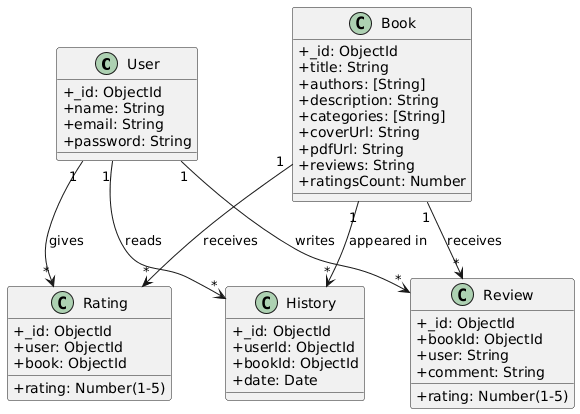 C User
+_id: ObjectId
+name: String
+email: String
+password: String
C Book
+_id: ObjectId
+title: String
+authors: [String]
+description: String
+categories: [String]
+coverUrl: String
+pdfUrl: String
+reviews: String
+ratingsCount: Number
1
1
1
1
1
1
gives
reads
receives
writes
appeared in
receives
*
*
*
*
*
*
C Rating
+_id: ObjectId
+user: ObjectId
+book: ObjectId
+rating: Number(1-5)
C History
+_id: ObjectId
+userId: ObjectId
+bookId: ObjectId
+date: Date
C Review
+_id: ObjectId
+bookId: ObjectId
+user: String
+comment: String
+rating: Number(1-5)